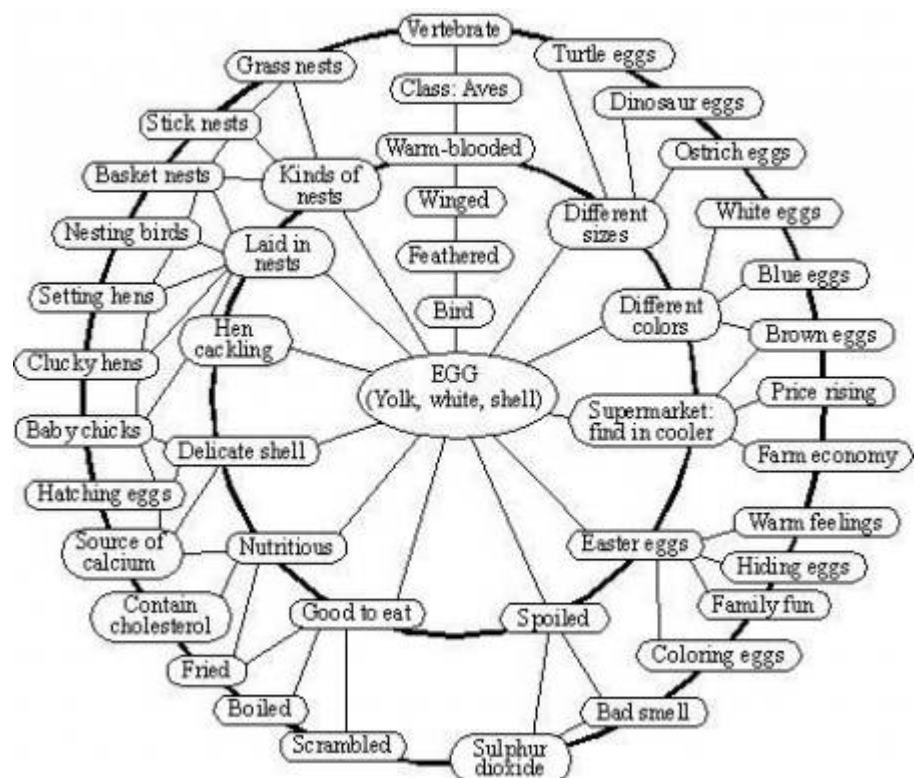 Vertebrate
Turtle eggs
Grass nests
Class: Aves
Dinosaur eggs
Stick nests
Warm-blooded
Ostrich eggs
Basket nests
Kinds of
nests
Winged
Different
sizes
White eggs
Nesting birds
Laid in
nests
Feathered
Blue eggs
Setting hens
Bird
Different
colors
Hen
cackling
Brown eggs
Clucky hens
EGG
(Yolk, white, shell)
Price rising
Supermarket:
find in cooler
Baby chicks
Delicate shell
Farm economy
Hatching eggs
Warm feelings
Source of
calcium
Nutritious
Easter eggs
Hiding eggs
Contain
cholesterol
Good to eat
Spoiled
Family fun
Fried
Coloring eggs
Boiled
Bad smell
Scrambled
Sulphur
dioxide